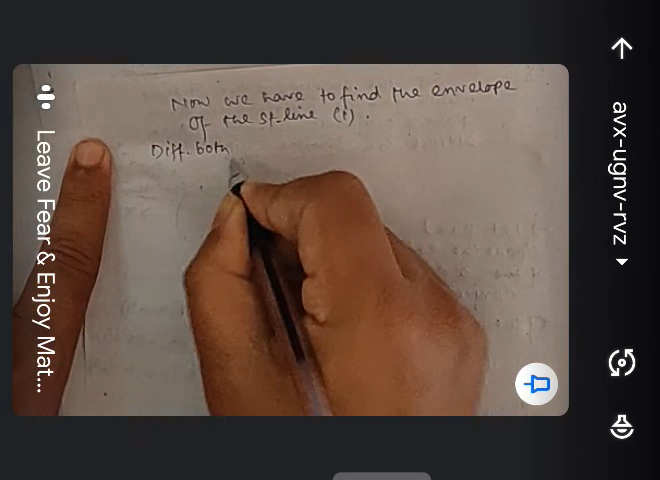 Now we have to find the envelope
of the st. line (1).
Diff. both
Leave Fear & Enjoy Mat...
avx-ugnv-rvz